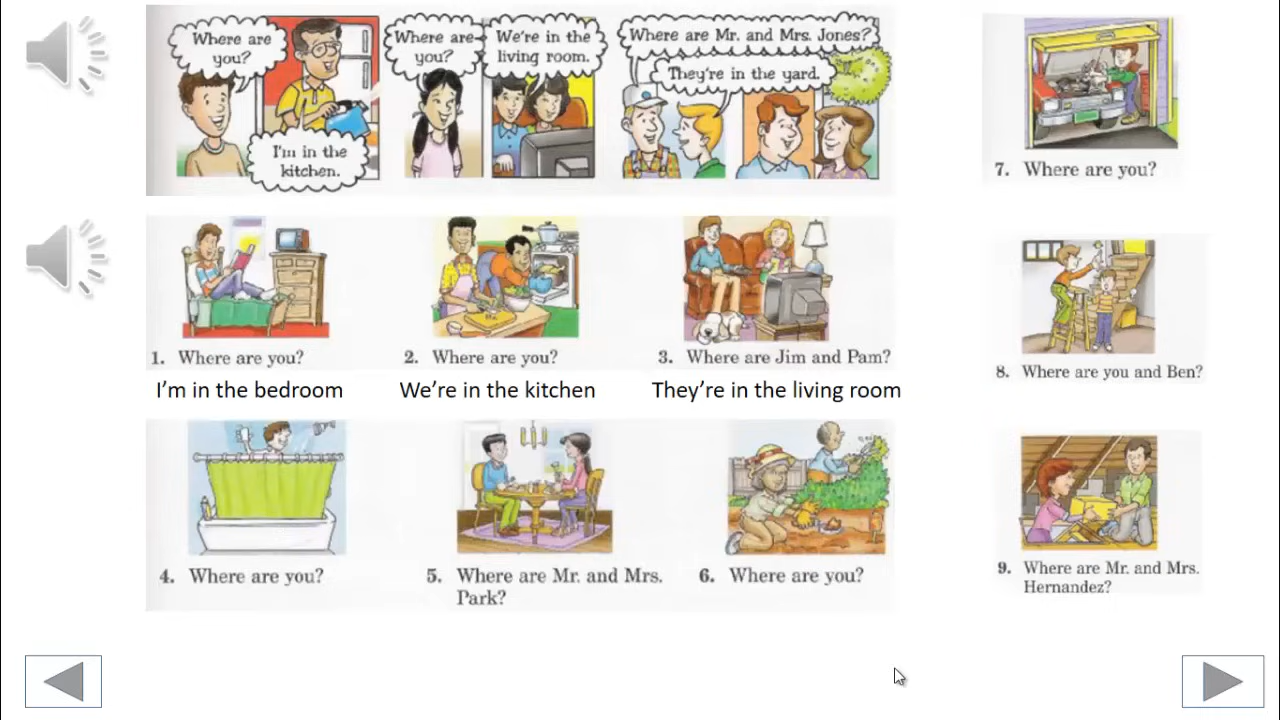 Where are
you?
I'm in the
kitchen.
Where are
you?
We're in the
living room.
Where are Mr. and Mrs. Jones?
They're in the yard.
1. Where are you?
I'm in the bedroom
2. Where are you?
We're in the kitchen
3. Where are Jim and Pam?
They're in the living room
4. Where are you?
5. Where are Mr. and Mrs.
Park?
6. Where are you?
7. Where are you?
8. Where are you and Ben?
9. Where are Mr. and Mrs.
Hernandez?